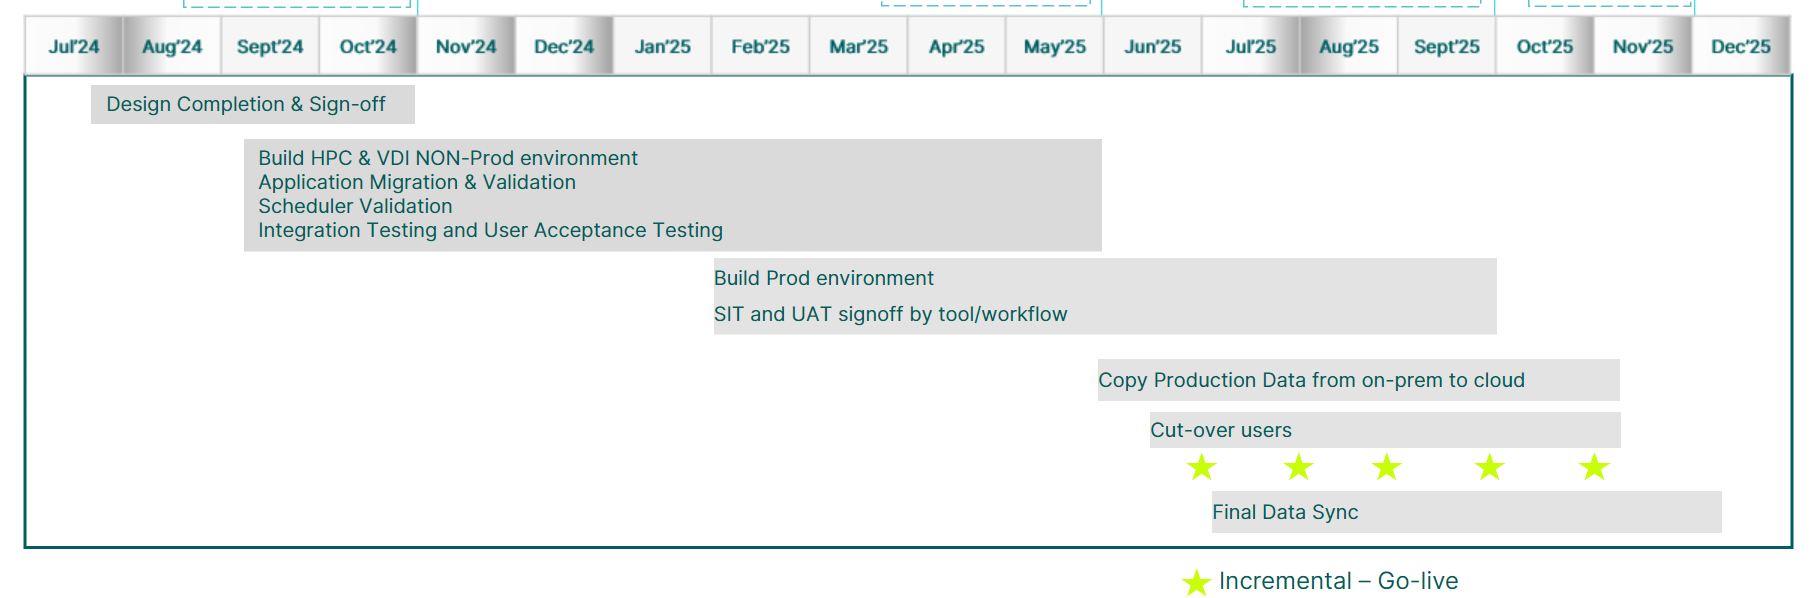 Jul’24 Aug’24 Sept’24 Oct’24 Nov’24 Dec’24 Jan’25 Feb’25 Mar’25 Apr’25 May’25 Jun’25 Jul’25 Aug’25 Sept’25 Oct’25 Nov’25 Dec’25
Design Completion & Sign-off
Build HPC & VDI NON-Prod environment
Application Migration & Validation
Scheduler Validation
Integration Testing and User Acceptance Testing
Build Prod environment
SIT and UAT signoff by tool/workflow
Copy Production Data from on-prem to cloud
Cut-over users
Final Data Sync
Incremental – Go-live